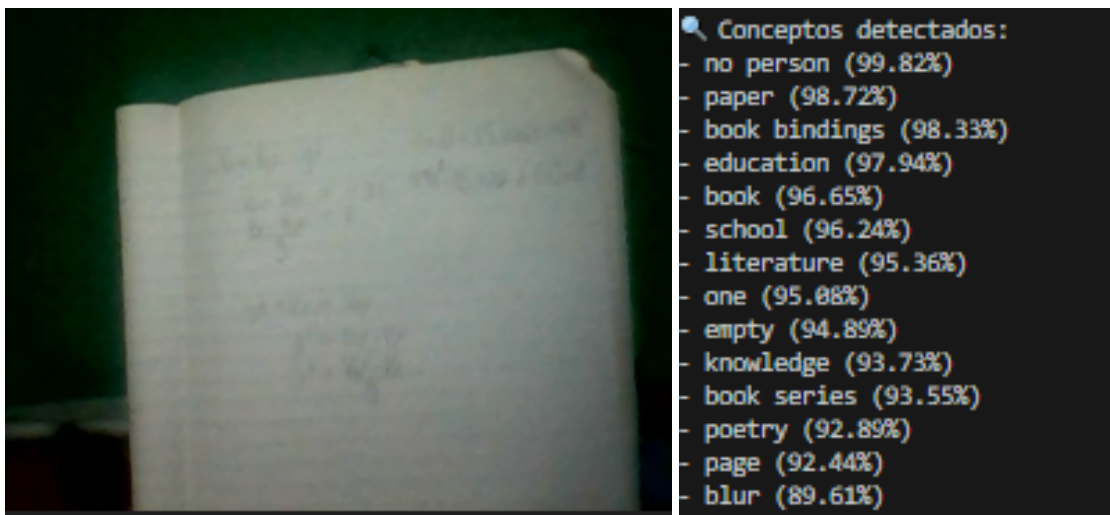 🔍 Conceptos detectados:
- no person (99.82%)
- paper (98.72%)
- book bindings (98.33%)
- education (97.94%)
- book (96.65%)
- school (96.24%)
- literature (95.36%)
- one (95.08%)
- empty (94.89%)
- knowledge (93.73%)
- book series (93.55%)
- poetry (92.89%)
- page (92.44%)
- blur (89.61%)